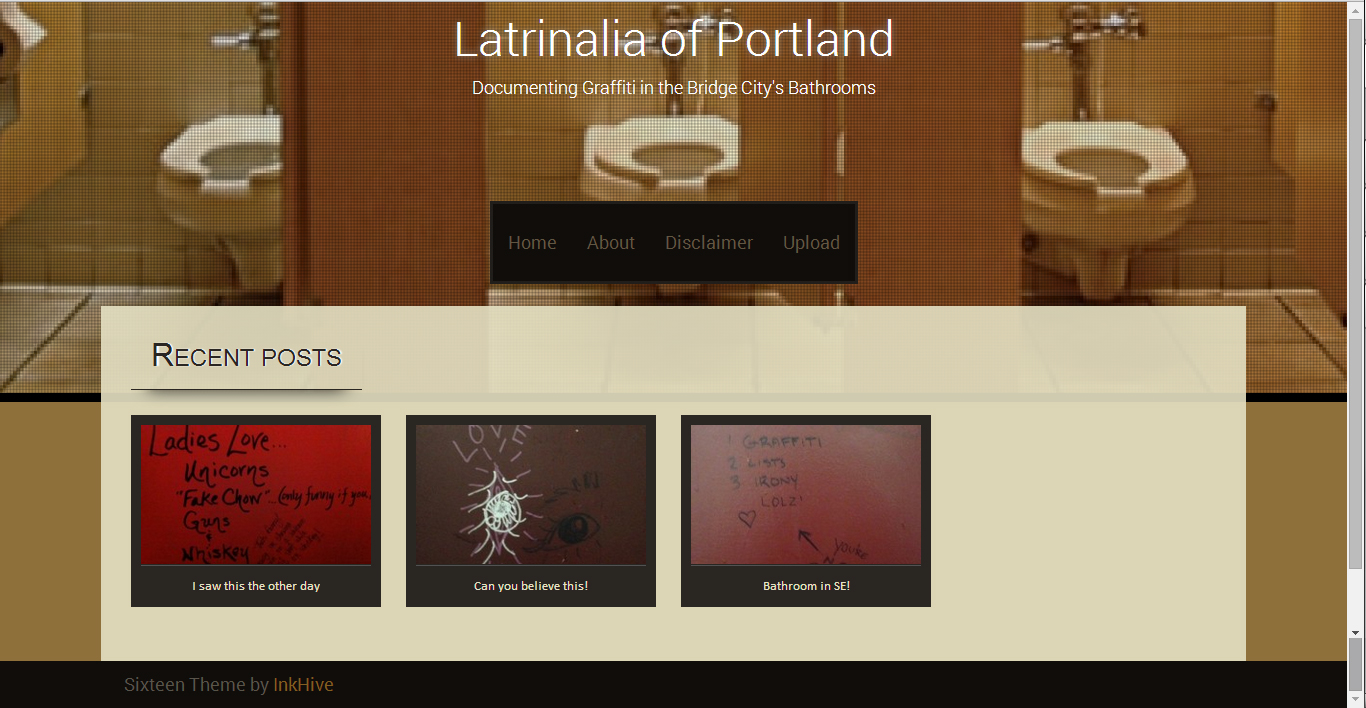 Latrinalia of Portland
Documenting Graffiti in the Bridge City's Bathrooms
Home About Disclaimer Upload
Recent posts
Ladies Love...
Unicorns
"Fake Chow"...(only funny if you
Guns
&
Whiskey
I saw this the other day
LOVE
Can you believe this!
1 GRAFFITI
2 LISTS
3 IRONY
LOLZ!
you're
Bathroom in SE!
Sixteen Theme by InkHive